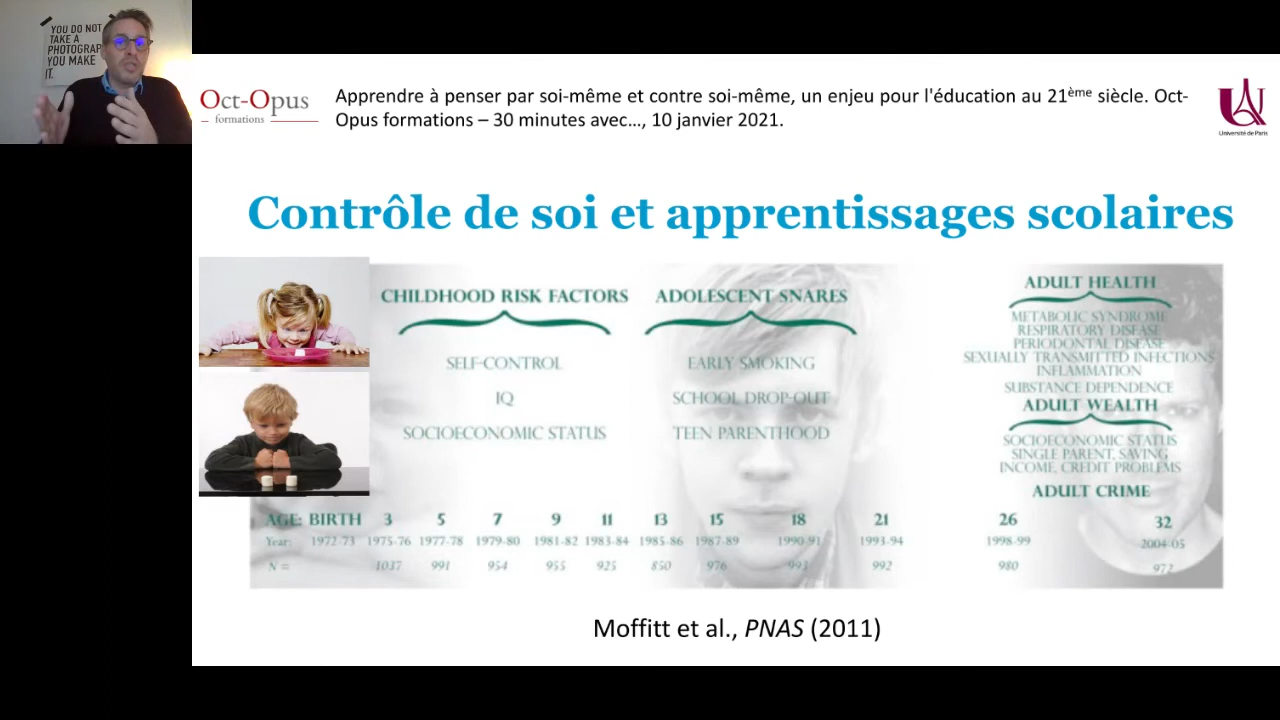 YOU DO NOT
TAKE A
PHOTOGRAP
YOU MAKE
IT.
Oct-Opus
formations
Apprendre à penser par soi-même et contre soi-même, un enjeu pour l'éducation au 21ème siècle. Oct-
Opus formations – 30 minutes avec…, 10 janvier 2021.
Université de Paris
Contrôle de soi et apprentissages scolaires
CHILDHOOD RISK FACTORS
SELF-CONTROL
IQ
SOCIOECONOMIC STATUS
ADOLESCENT SNARES
EARLY SMOKING
SCHOOL DROP-OUT
TEEN PARENTHOOD
ADULT HEALTH
METABOLIC SYNDROME
RESPIRATORY DISEASE
PERIODONTAL DISEASE
SEXUALLY TRANSMITTED INFECTIONS
INFLAMMATION
SUBSTANCE DEPENDENCE
ADULT WEALTH
SOCIOECONOMIC STATUS
SINGLE PARENT, SAVING
INCOME, CREDIT PROBLEMS
ADULT CRIME
AGE: BIRTH 3 5 7 9 11 13 15 18 21 26 32
Year: 1972-73 1975-76 1977-78 1979-80 1981-82 1983-84 1985-86 1987-89 1990-91 1993-94 1998-99 2004-05
N = 1037 991 954 955 925 850 976 993 992 980 972
Moffitt et al., PNAS (2011)